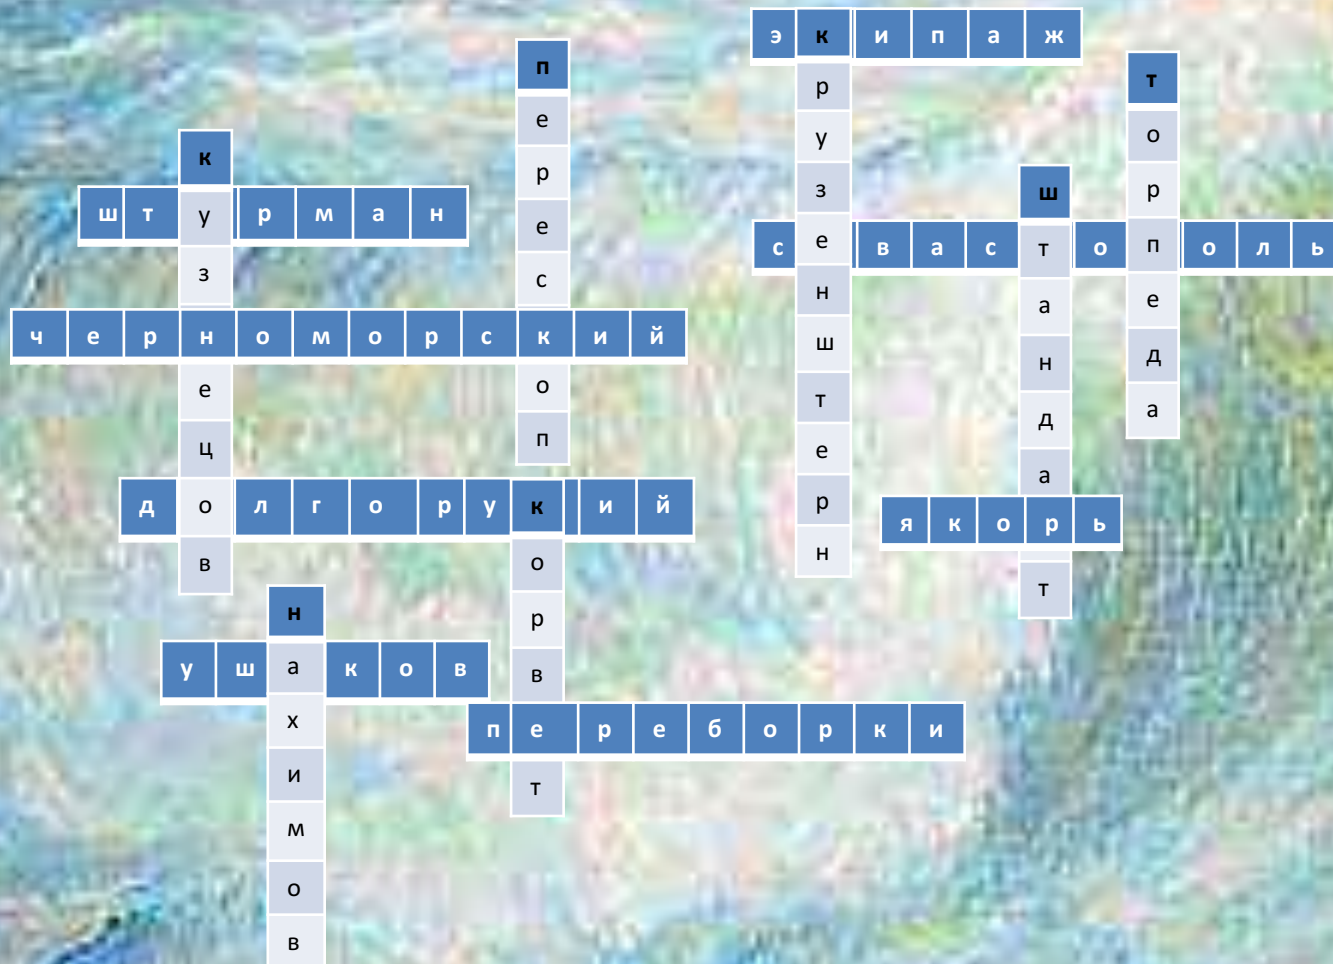 экипаж
перескоп
торпеда
крузенштерн
кузнецов
штандарт
штурман
севастополь
черноморский
долгорукий
корвет
якорь
нахимов
ушаков
переборки